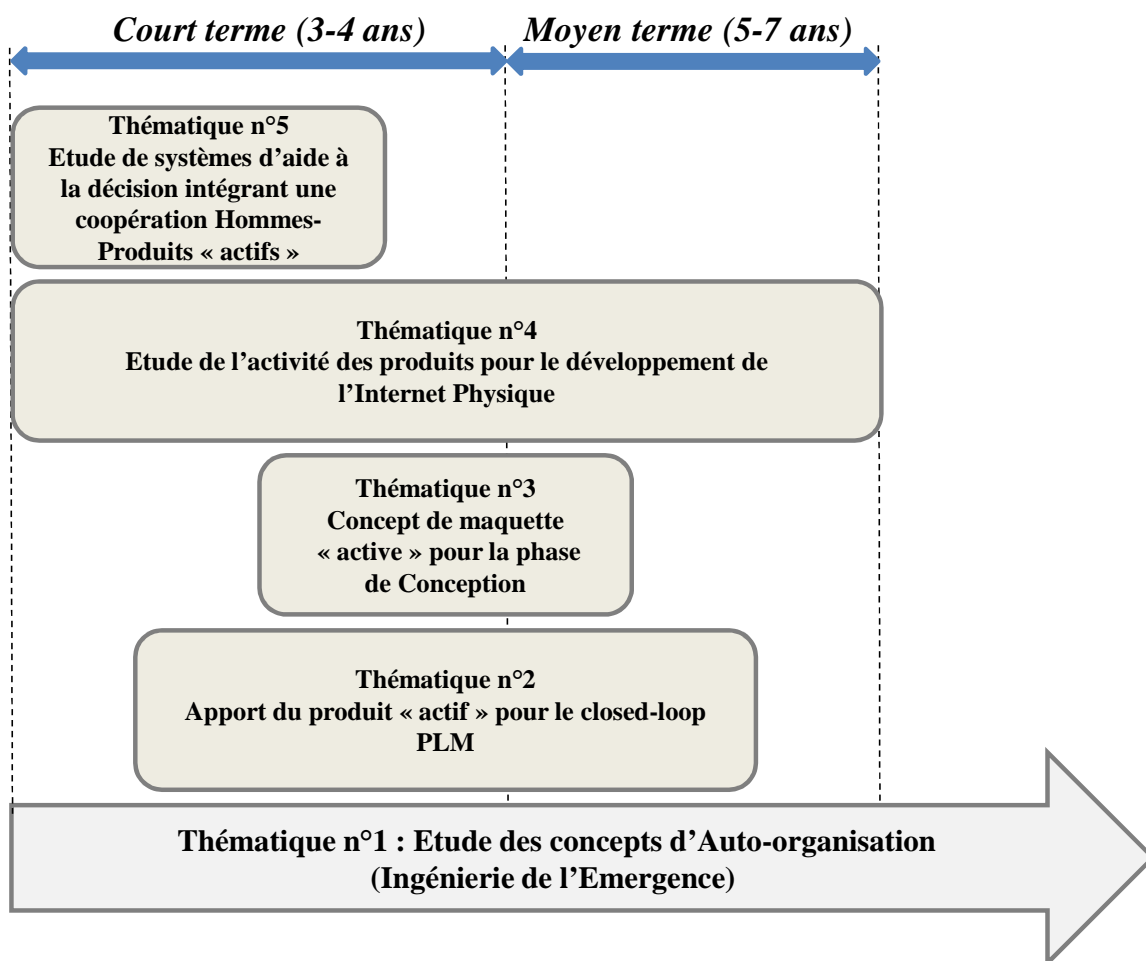 Court terme (3-4 ans)
Moyen terme (5-7 ans)
Thématique n°5
Etude de systèmes d'aide à
la décision intégrant une
coopération Hommes-
Produits « actifs »
Thématique n°4
Etude de l'activité des produits pour le développement de
l'Internet Physique
Thématique n°3
Concept de maquette
« active » pour la phase
de Conception
Thématique n°2
Apport du produit « actif » pour le closed-loop
PLM
Thématique n°1 : Etude des concepts d'Auto-organisation
(Ingénierie de l'Emergence)